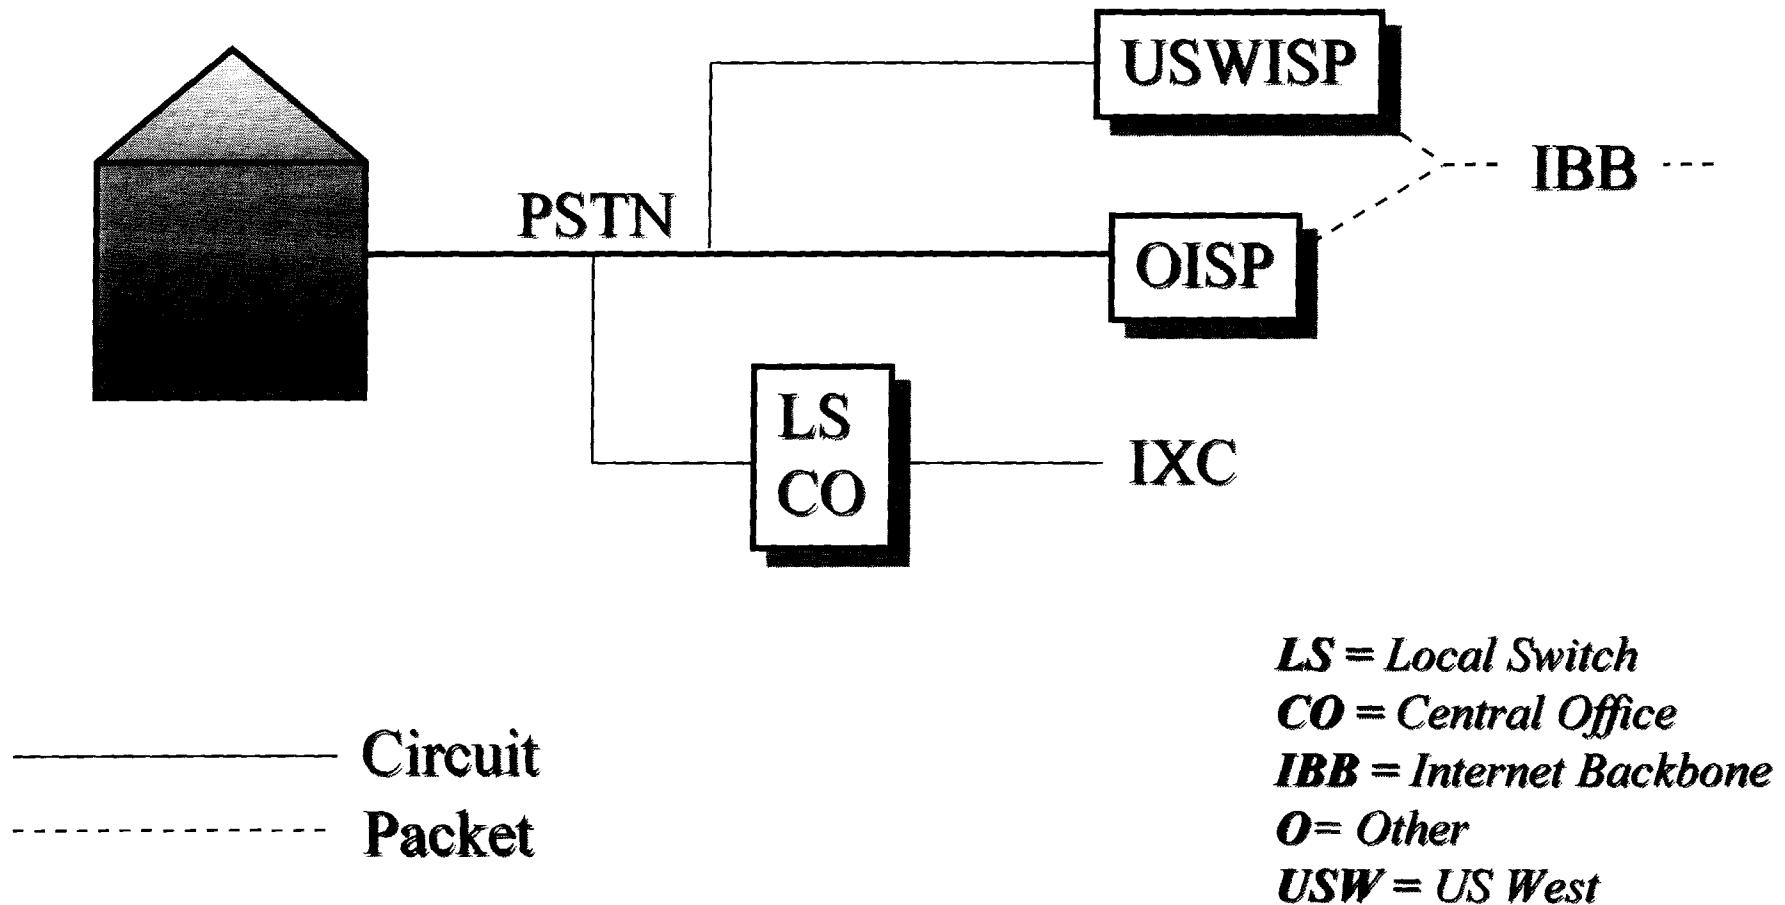 USWISP
IBB
PSTN
OISP
LS
CO
IXC
LS = Local Switch
CO = Central Office
IBB = Internet Backbone
O= Other
USW = US West
Circuit
Packet